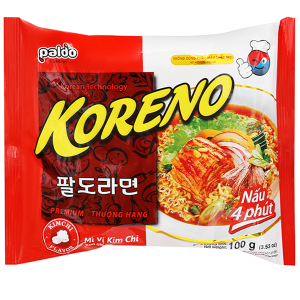 paldo
Korean Technology
KORENO
팔도라면
PREMIUM THƯỢNG HẠNG
KIMCHI
FLAVOR
Mì Vị Kim Chi
Nấu
4 phút
100 g